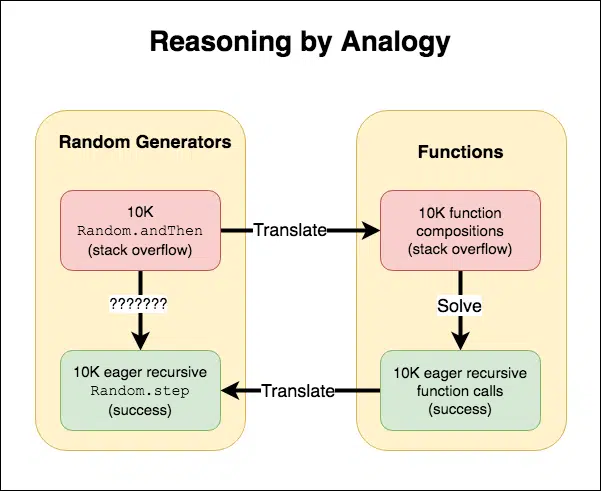 Reasoning by Analogy
Random Generators
Functions
10K
Random.andThen
(stack overflow)
Translate
10K function
compositions
(stack overflow)
???????
Solve
10K eager recursive
Random.step
(success)
Translate
10K eager recursive
function calls
(success)